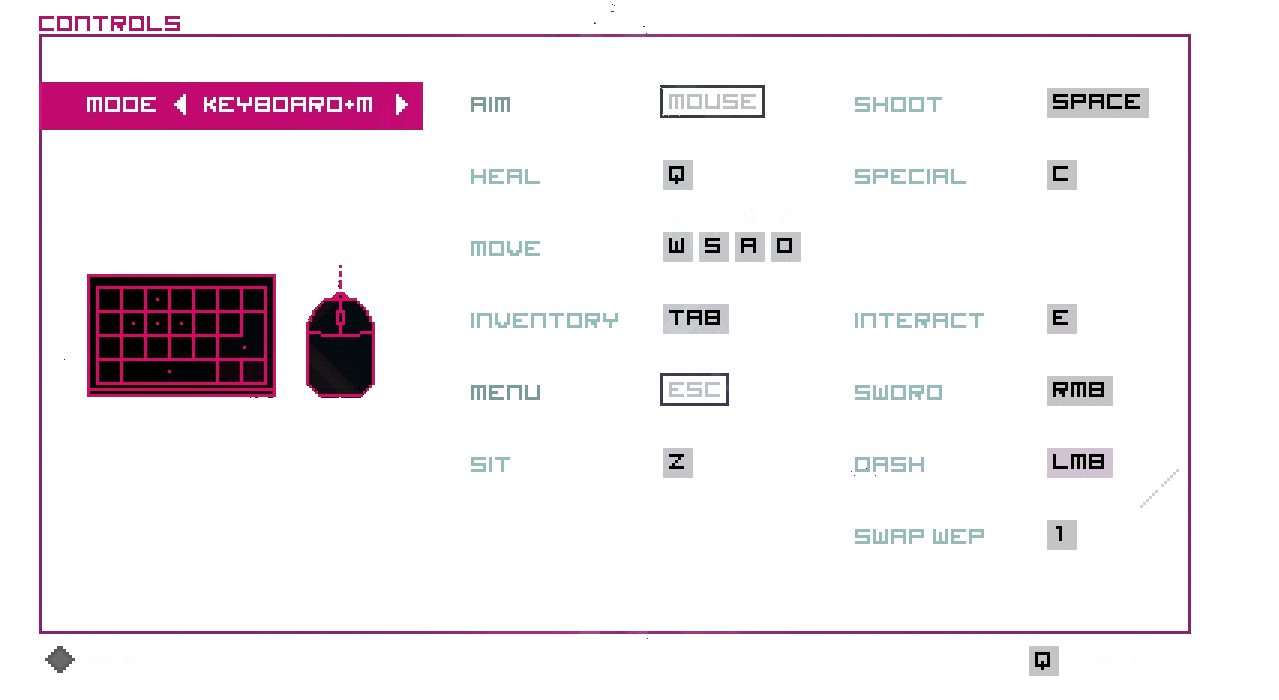 CONTROLS
MODE KEYBOARD+M AIM MOUSE SHOOT SPACE
HEAL Q SPECIAL C
MOVE W S A D
INVENTORY TAB INTERACT E
MENU ESC SWORD RMB
SIT Z DASH LMB
SWAP WEP 1
Q